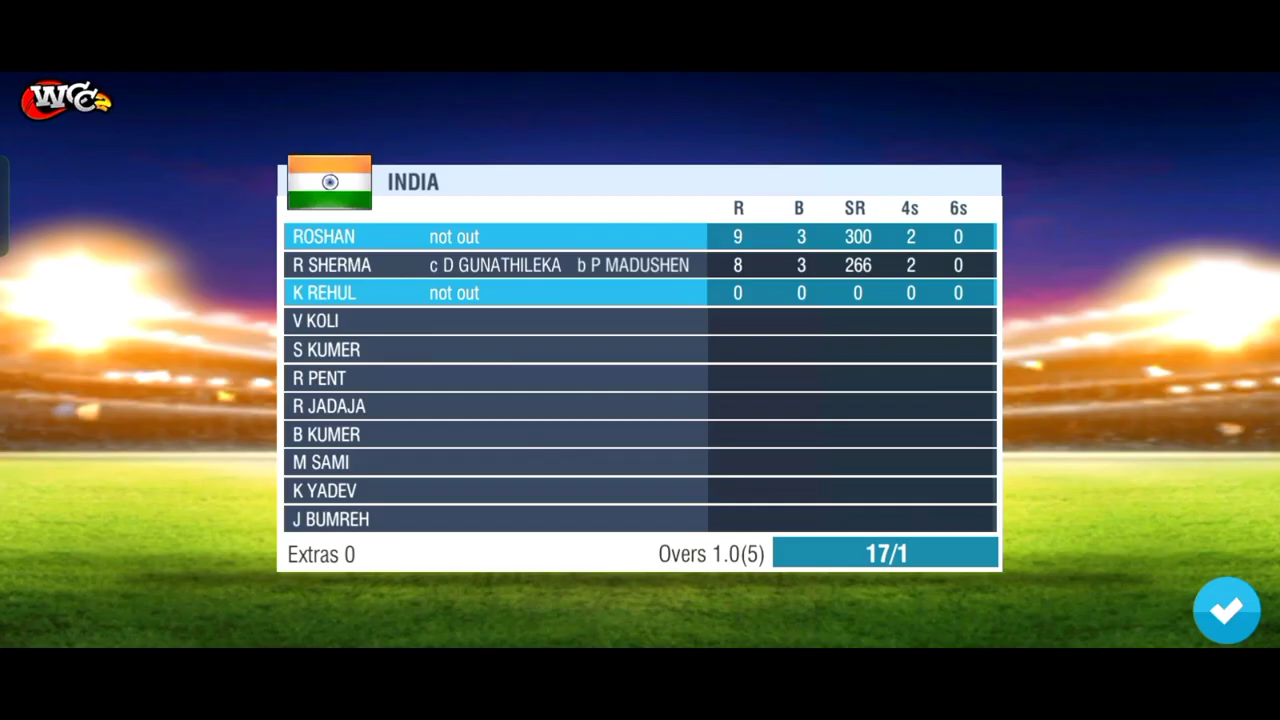 WCC
INDIA
R B SR 4s 6s
ROSHAN not out 9 3 300 2 0
R SHERMA c D GUNATHILEKA b P MADUSHEN 8 3 266 2 0
K REHUL not out 0 0 0 0 0
V KOLI
S KUMER
R PENT
R JADAJA
B KUMER
M SAMI
K YADEV
J BUMREH
Extras 0 Overs 1.0(5) 17/1